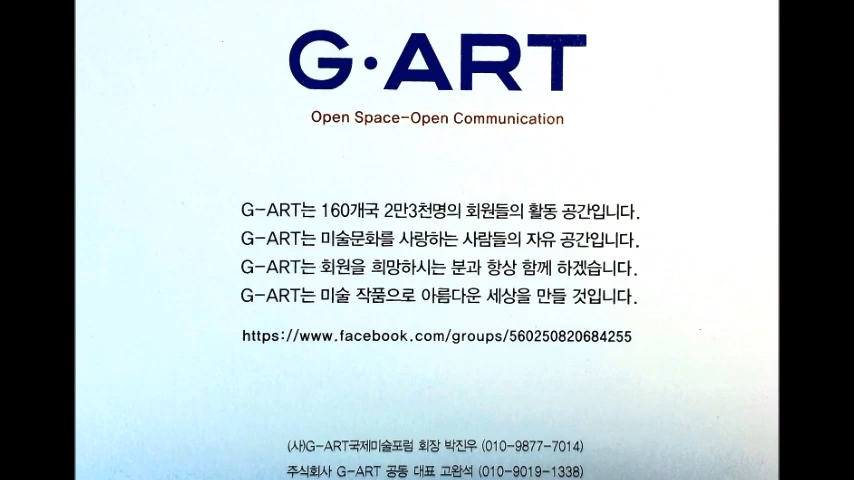 G·ART
Open Space-Open Communication
G-ART는 160개국 2만3천명의 회원들의 활동 공간입니다.
G-ART는 미술문화를 사랑하는 사람들의 자유 공간입니다.
G-ART는 회원을 희망하시는 분과 항상 함께 하겠습니다.
G-ART는 미술 작품으로 아름다운 세상을 만들 것입니다.
https://www.facebook.com/groups/560250820684255
(사)G-ART국제미술포럼 회장 박진우 (010-9877-7014)
주식회사 G-ART 공동 대표 고완석 (010-9019-1338)